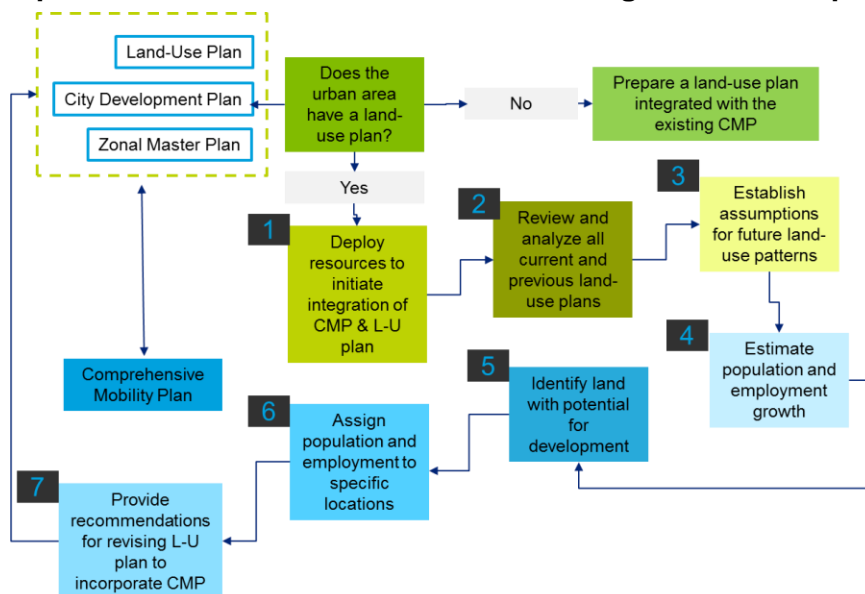 Land-Use Plan
City Development Plan
Zonal Master Plan
Does the
urban area
have a land-
use plan?
No
Prepare a land-use plan
integrated with the
existing CMP
Yes
1
Deploy
resources to
initiate
integration of
CMP & L-U
plan
2
Review and
analyze all
current and
previous land-
use plans
3
Establish
assumptions
for future land-
use patterns
4
Estimate
population and
employment
growth
5
Identify land
with potential
for
development
6
Assign
population and
employment to
specific
locations
7
Provide
recommendations
for revising L-U
plan to
incorporate CMP
Comprehensive
Mobility Plan